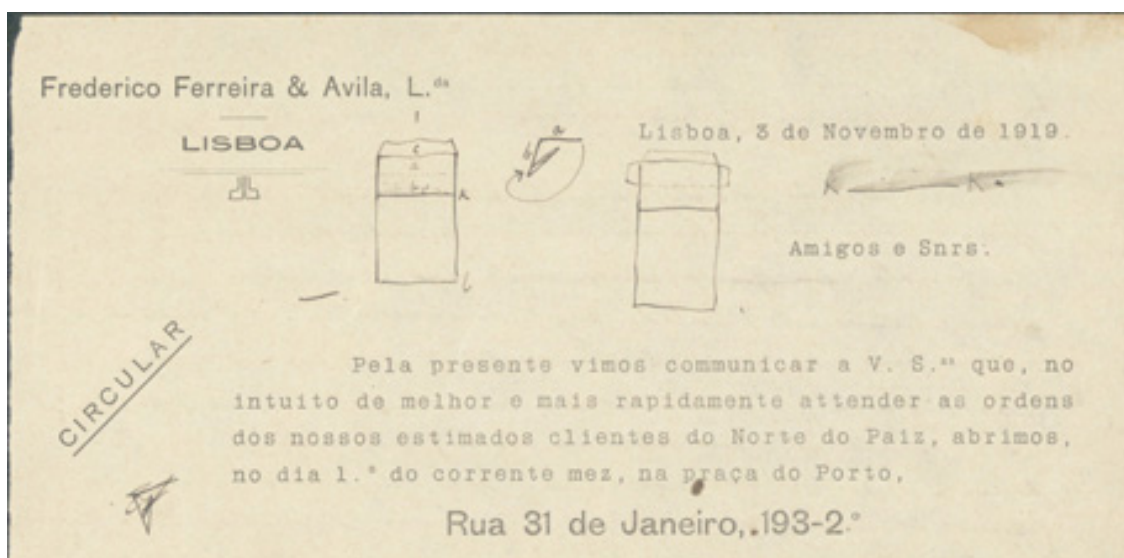 Frederico Ferreira & Avila, L.da
LISBOA
Lisboa, 3 de Novembro de 1919.
Amigos e Snrs.
CIRCULAR
Pela presente vimos communicar a V. S.as que, no
intuito de melhor e mais rapidamente attender as ordens
dos nossos estimados clientes do Norte do Paiz, abrimos,
no dia 1.º do corrente mez, na praça do Porto,
Rua 31 de Janeiro, 193-2.º